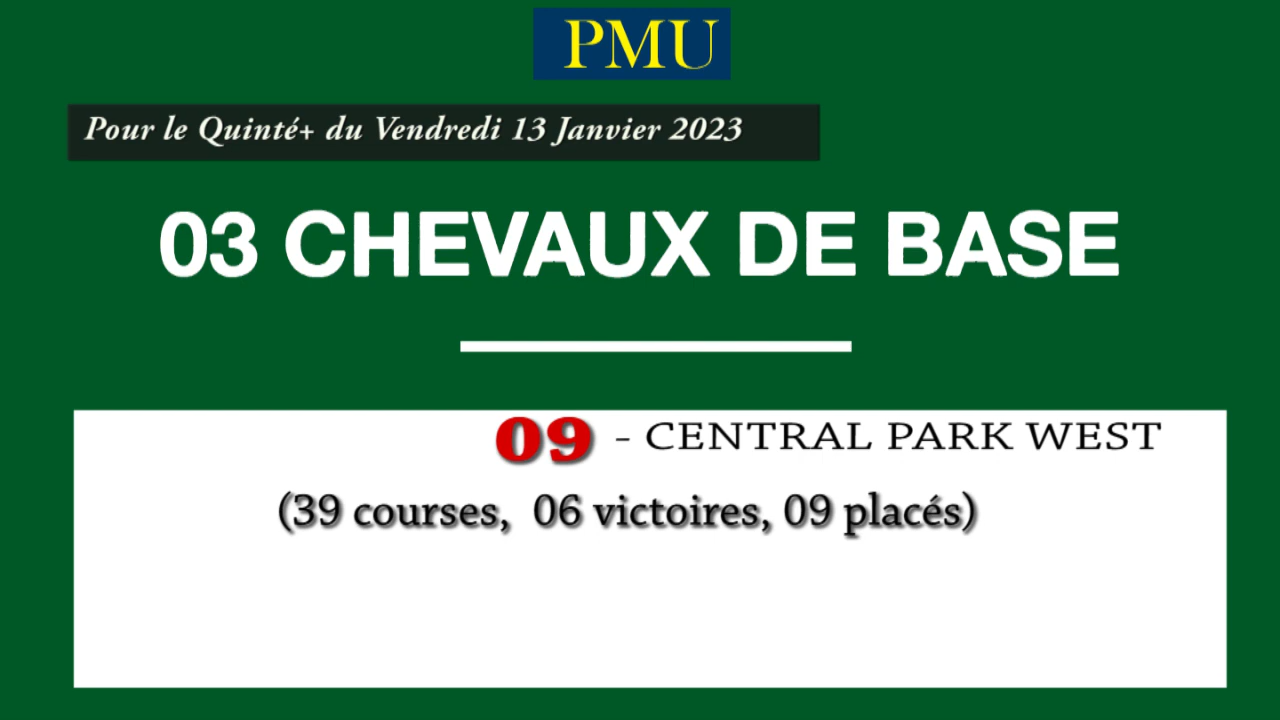 PMU
Pour le Quinté+ du Vendredi 13 Janvier 2023
03 CHEVAUX DE BASE
09 - CENTRAL PARK WEST
(39 courses, 06 victoires, 09 placés)